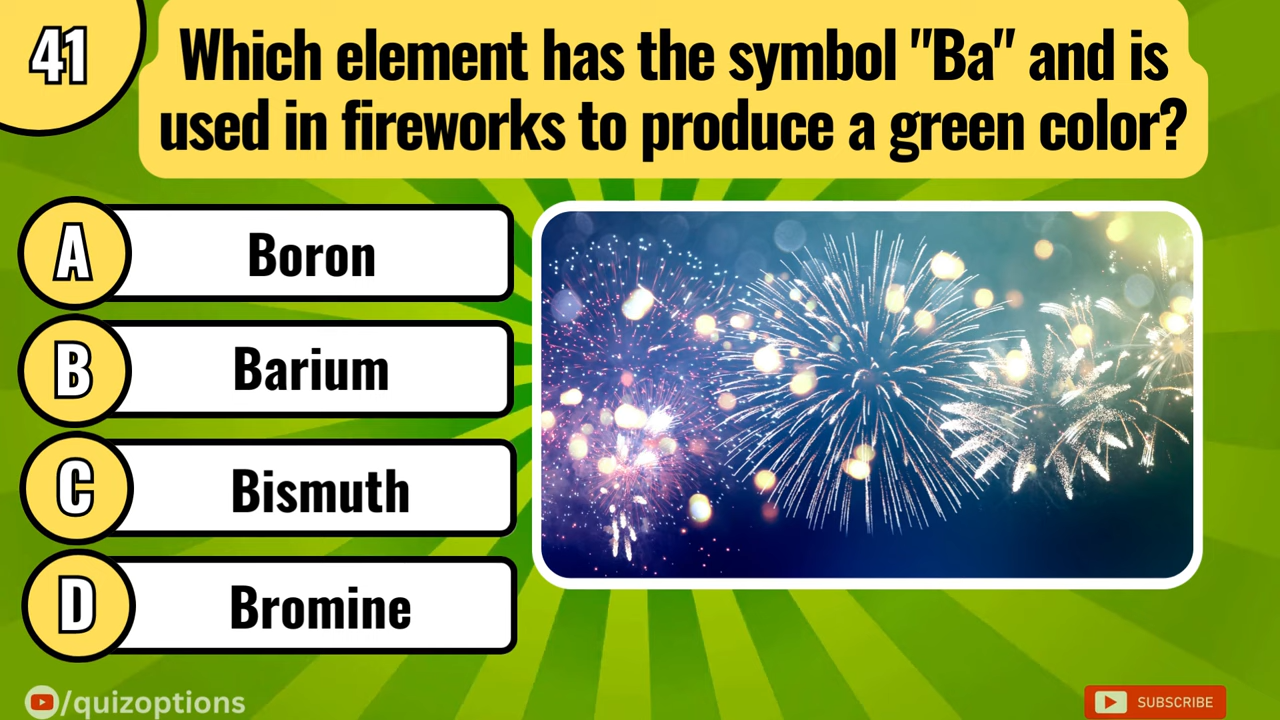 41
Which element has the symbol "Ba" and is
used in fireworks to produce a green color?
A Boron
B Barium
C Bismuth
D Bromine
/quizoptions
SUBSCRIBE